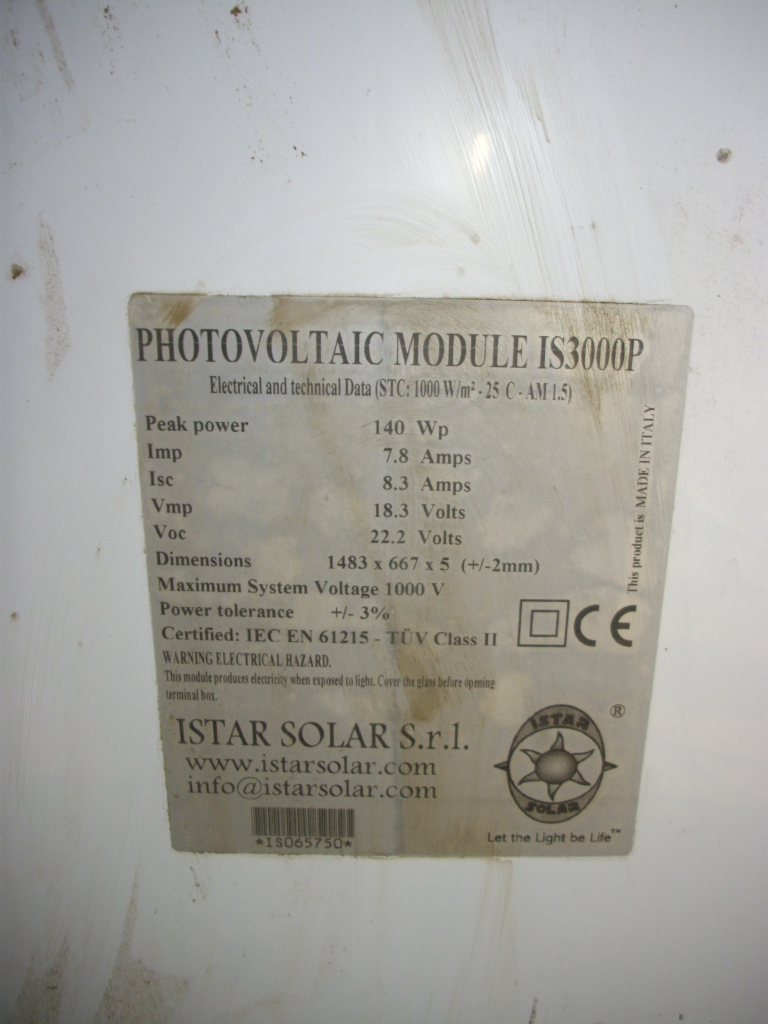 PHOTOVOLTAIC MODULE IS3000P
Electrical and technical Data (STC: 1000 W/m² - 25 C - AM 1.5)
Peak power 140 Wp
Imp 7.8 Amps
Isc 8.3 Amps
Vmp 18.3 Volts
Voc 22.2 Volts
Dimensions 1483 x 667 x 5 (+/-2mm)
Maximum System Voltage 1000 V
Power tolerance +/- 3%
Certified: IEC EN 61215 - TÜV Class II
CE
This product is MADE IN ITALY
WARNING ELECTRICAL HAZARD.
This module produces electricity when exposed to light. Cover the glass before opening
terminal box.
ISTAR SOLAR S.r.l.
www.istarsolar.com
info@istarsolar.com
*IS065750*
ISTAR
SOLAR
®
Let the Light be Life™